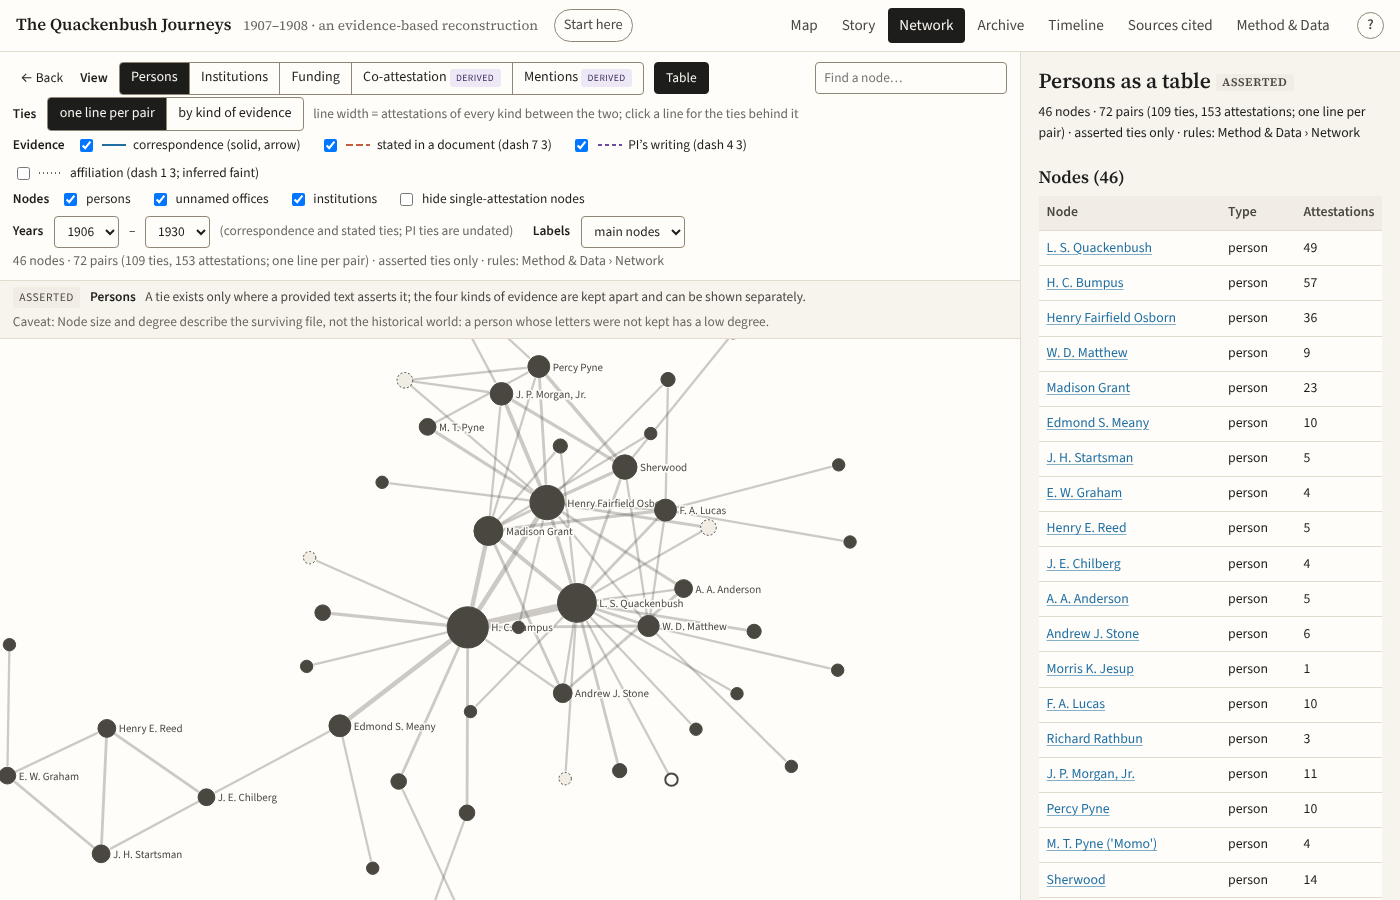 The Quackenbush Journeys 1907–1908 · an evidence-based reconstruction Start here Map Story Network Archive Timeline Sources cited Method & Data ?
← Back View Persons Institutions Funding Co-attestation DERIVED Mentions DERIVED Table Find a node...
Ties one line per pair by kind of evidence line width = attestations of every kind between the two; click a line for the ties behind it
Evidence correspondence (solid, arrow) stated in a document (dash 7 3) PI's writing (dash 4 3)
affiliation (dash 1 3; inferred faint)
Nodes persons unnamed offices institutions hide single-attestation nodes
Years 1906 – 1930 (correspondence and stated ties; PI ties are undated) Labels main nodes
46 nodes · 72 pairs (109 ties, 153 attestations; one line per pair) · asserted ties only · rules: Method & Data › Network
ASSERTED Persons A tie exists only where a provided text asserts it; the four kinds of evidence are kept apart and can be shown separately.
Caveat: Node size and degree describe the surviving file, not the historical world: a person whose letters were not kept has a low degree.
Percy Pyne
J. P. Morgan, Jr.
M. T. Pyne
Sherwood
Henry Fairfield Osb
F. A. Lucas
Madison Grant
A. A. Anderson
L. S. Quackenbush
H. C. Bumpus
W. D. Matthew
Andrew J. Stone
Edmond S. Meany
Henry E. Reed
E. W. Graham
J. E. Chilberg
J. H. Startsman
Persons as a table ASSERTED
46 nodes · 72 pairs (109 ties, 153 attestations; one line per
pair) · asserted ties only · rules: Method & Data › Network
Nodes (46)
Node Type Attestations
L. S. Quackenbush person 49
H. C. Bumpus person 57
Henry Fairfield Osborn person 36
W. D. Matthew person 9
Madison Grant person 23
Edmond S. Meany person 10
J. H. Startsman person 5
E. W. Graham person 4
Henry E. Reed person 5
J. E. Chilberg person 4
A. A. Anderson person 5
Andrew J. Stone person 6
Morris K. Jesup person 1
F. A. Lucas person 10
Richard Rathbun person 3
J. P. Morgan, Jr. person 11
Percy Pyne person 10
M. T. Pyne ('Momo') person 4
Sherwood person 14